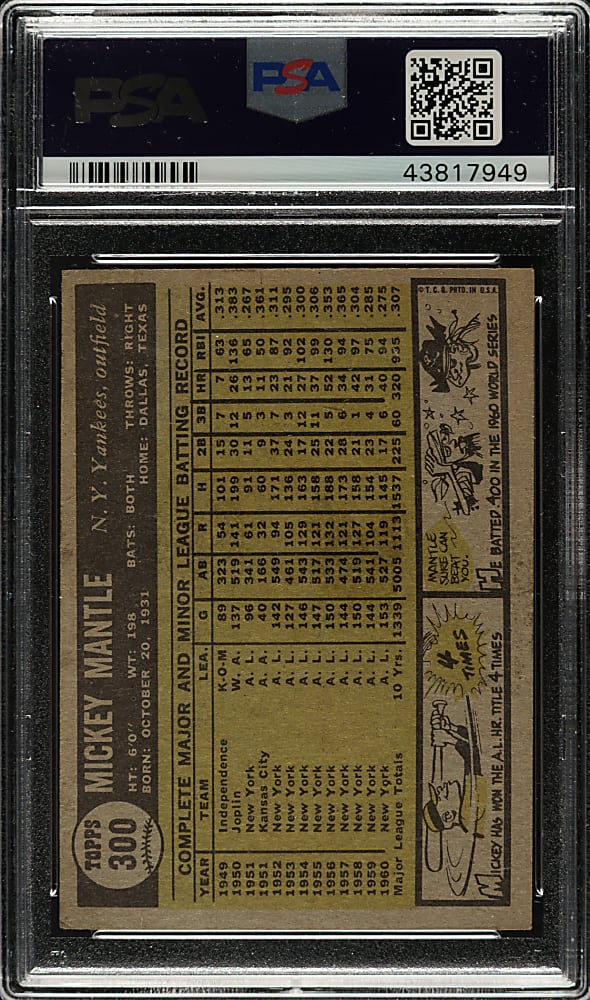 PSA
PSA
43817949
TOPPS
300
MICKEY MANTLE N. Y. Yankees, outfield
HT: 6'0" WT: 198 BATS: BOTH THROWS: RIGHT
BORN: OCTOBER 20, 1931 HOME: DALLAS, TEXAS
COMPLETE MAJOR AND MINOR LEAGUE BATTING RECORD
YEAR TEAM LEA. G AB R H 2B 3B HR RBI AVG.
1949 Independence K-O-M 89 323 54 101 15 7 7 63 .313
1950 Joplin W. A. 137 519 141 199 30 12 26 136 .383
1951 New York A. L. 96 341 61 91 11 5 13 65 .267
1951 Kansas City A. A. 40 166 32 60 9 3 11 50 .361
1952 New York A. L. 142 549 94 171 37 7 23 87 .311
1953 New York A. L. 127 461 105 136 24 3 21 92 .295
1954 New York A. L. 146 543 129 163 17 12 27 102 .300
1955 New York A. L. 147 517 121 158 25 11 37 99 .306
1956 New York A. L. 150 533 132 188 22 5 52 130 .353
1957 New York A. L. 144 474 121 173 28 6 34 94 .365
1958 New York A. L. 150 519 127 158 21 1 42 97 .304
1959 New York A. L. 144 541 104 154 23 4 31 75 .285
1960 New York A. L. 153 527 119 145 17 6 40 94 .275
Major League Totals 10 Yrs. 1339 5005 1113 1537 225 60 320 935 .307
4
TIMES
MICKEY HAS WON THE A.L. HR. TITLE 4 TIMES
MANTLE
SURE CAN
BEAT
YOU.
HE BATTED .400 IN THE 1960 WORLD SERIES
© T. C. G. PRTD. IN U.S.A.